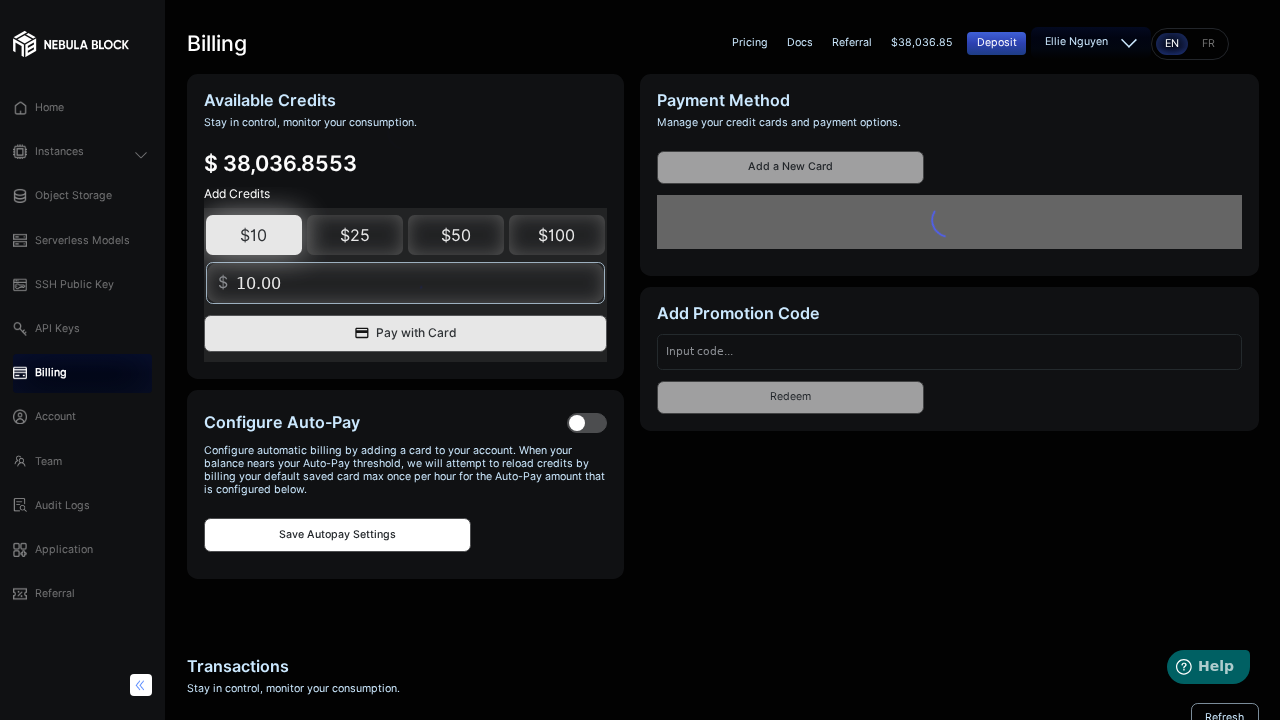 NEBULA BLOCK
Home
Instances
Object Storage
Serverless Models
SSH Public Key
API Keys
Billing
Account
Team
Audit Logs
Application
Referral
Billing
Pricing
Docs
Referral
$38,036.85
Deposit
Ellie Nguyen
EN
FR
Available Credits
Stay in control, monitor your consumption.
$ 38,036.8553
Add Credits
$10
$25
$50
$100
$ 10.00
Pay with Card
Configure Auto-Pay
Configure automatic billing by adding a card to your account. When your
balance nears your Auto-Pay threshold, we will attempt to reload credits by
billing your default saved card max once per hour for the Auto-Pay amount that
is configured below.
Save Autopay Settings
Payment Method
Manage your credit cards and payment options.
Add a New Card
Add Promotion Code
Input code...
Redeem
Transactions
Stay in control, monitor your consumption.
Help
Refresh